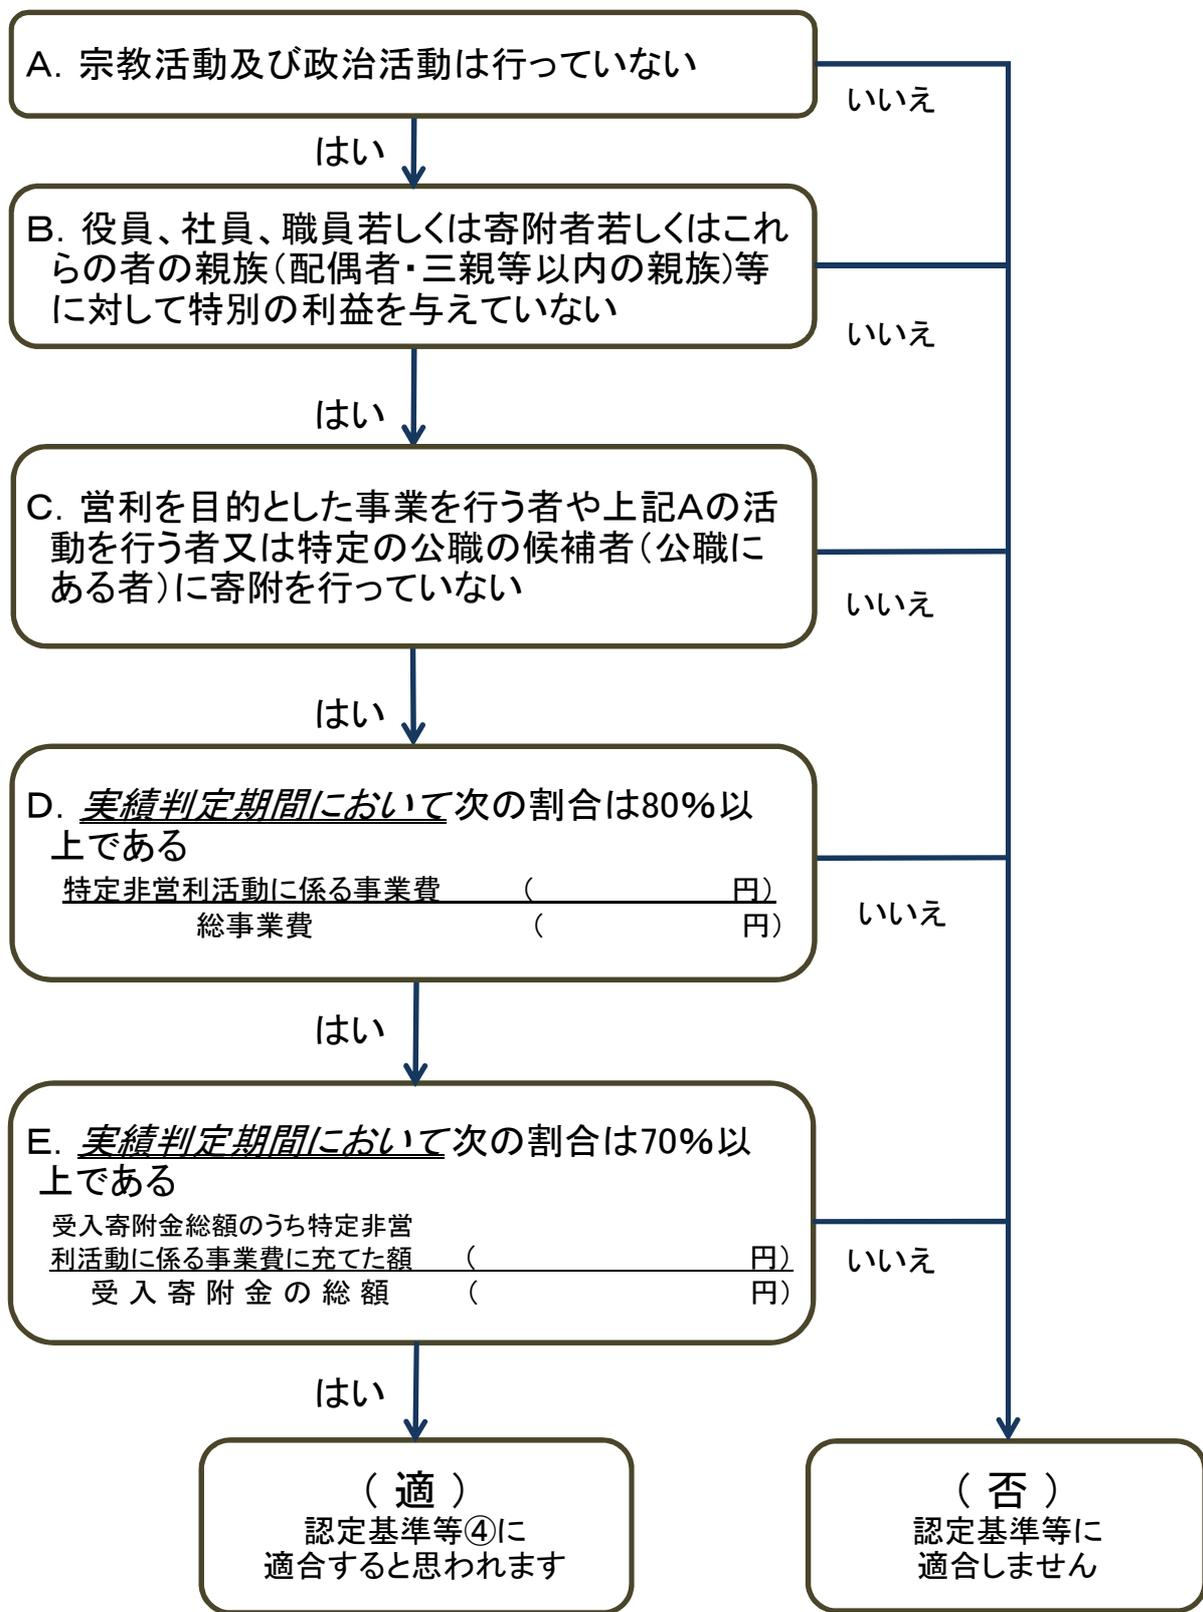 A. 宗教活動及び政治活動は行っていない
いいえ
はい
B. 役員、社員、職員若しくは寄附者若しくはこれ
らの者の親族(配偶者・三親等以内の親族)等
に対して特別の利益を与えていない
いいえ
はい
C. 営利を目的とした事業を行う者や上記Aの活
動を行う者又は特定の公職の候補者(公職に
ある者)に寄附を行っていない
いいえ
はい
D. 実績判定期間において次の割合は80%以
上である
特定非営利活動に係る事業費 ( 円)
総事業費 ( 円)
いいえ
はい
E. 実績判定期間において次の割合は70%以
上である
受入寄附金総額のうち特定非営
利活動に係る事業費に充てた額 ( 円)
受入寄附金の総額 ( 円)
いいえ
はい
(適)
認定基準等④に
適合すると思われます
(否)
認定基準等に
適合しません